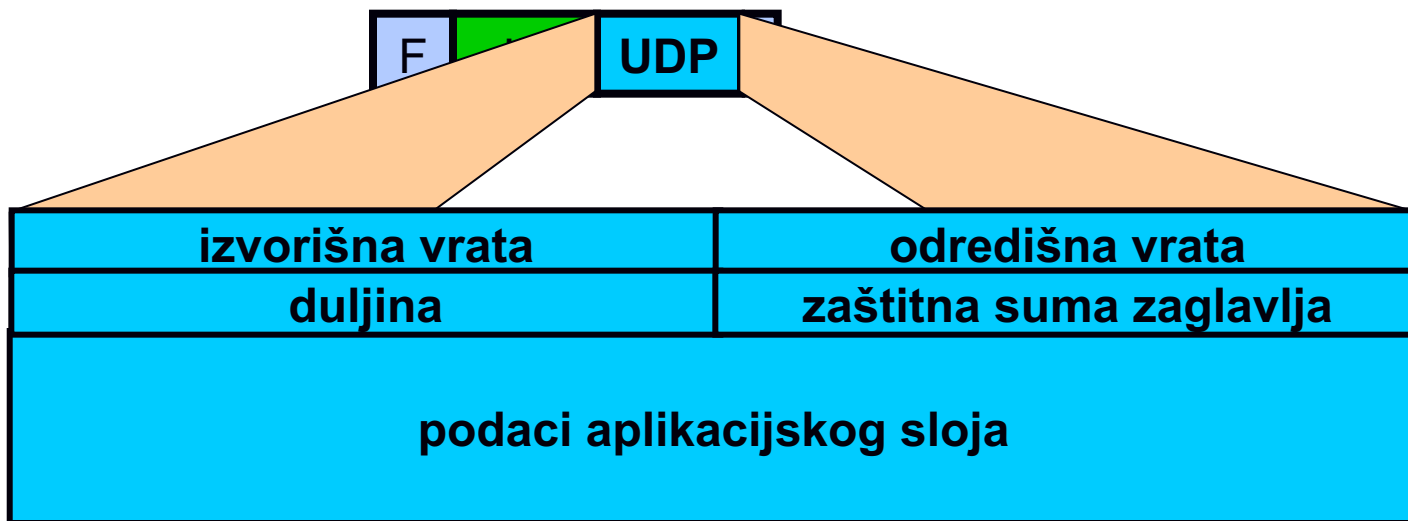 F
UDP
izvorišna vrata
odredišna vrata
duljina
zaštitna suma zaglavlja
podaci aplikacijskog sloja